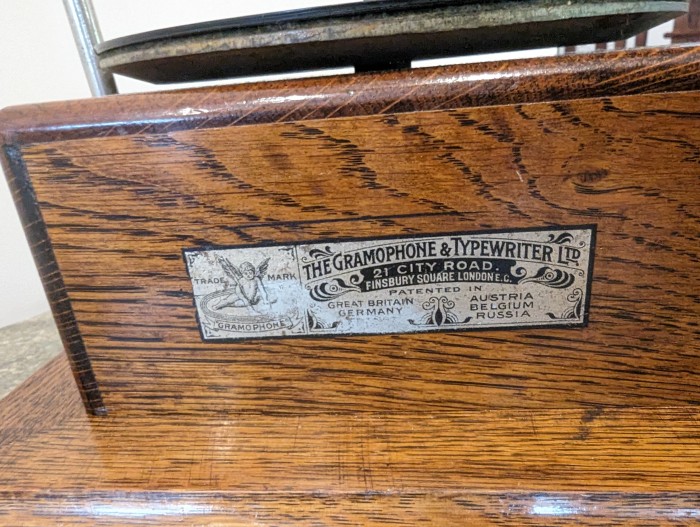 TRADE MARK
GRAMOPHONE
THE GRAMOPHONE & TYPEWRITER LTD
21 CITY ROAD.
FINSBURY SQUARE LONDON E.C.
PATENTED IN
GREAT BRITAIN
GERMANY
AUSTRIA
BELGIUM
RUSSIA